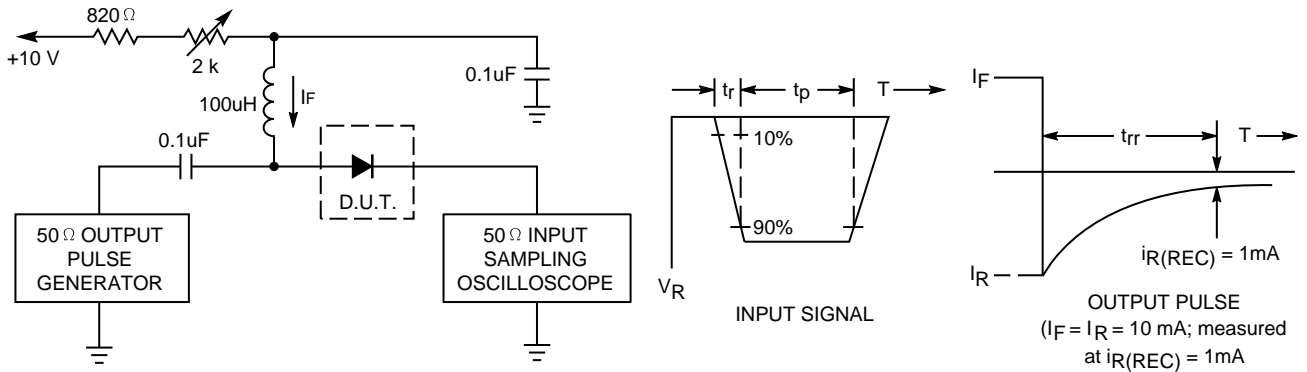 820 Ω
+10 V
2 k
0.1uF
100uH
IF
0.1uF
D.U.T.
50 Ω OUTPUT
PULSE
GENERATOR
50 Ω INPUT
SAMPLING
OSCILLOSCOPE
tr
tp
T
10%
90%
VR
INPUT SIGNAL
IF
trr
T
IR
iR(REC) = 1mA
OUTPUT PULSE
(IF = IR = 10 mA; measured
at iR(REC) = 1mA